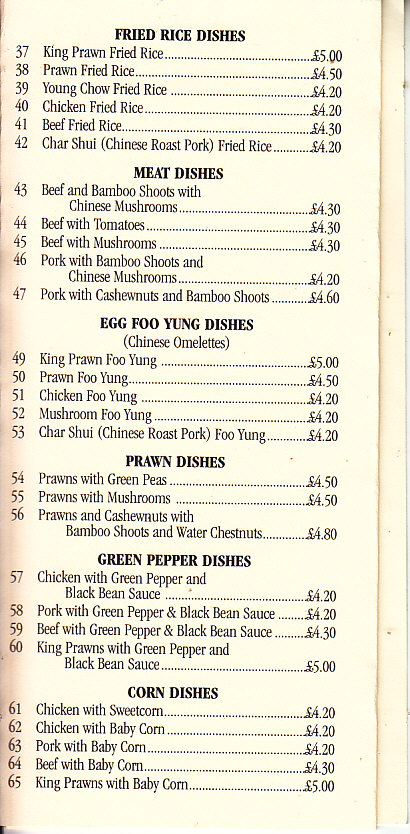 FRIED RICE DISHES
37 King Prawn Fried Rice....................£5.00
38 Prawn Fried Rice....................£4.50
39 Young Chow Fried Rice ....................£4.20
40 Chicken Fried Rice....................£4.20
41 Beef Fried Rice....................£4.30
42 Char Shui (Chinese Roast Pork) Fried Rice...........£4.20
MEAT DISHES
43 Beef and Bamboo Shoots with
Chinese Mushrooms....................£4.30
44 Beef with Tomatoes....................£4.30
45 Beef with Mushrooms....................£4.30
46 Pork with Bamboo Shoots and
Chinese Mushrooms....................£4.20
47 Pork with Cashewnuts and Bamboo Shoots...........£4.60
EGG FOO YUNG DISHES
(Chinese Omelettes)
49 King Prawn Foo Yung ....................£5.00
50 Prawn Foo Yung....................£4.50
51 Chicken Foo Yung ....................£4.20
52 Mushroom Foo Yung....................£4.20
53 Char Shui (Chinese Roast Pork) Foo Yung...........£4.20
PRAWN DISHES
54 Prawns with Green Peas....................£4.50
55 Prawns with Mushrooms ....................£4.50
56 Prawns and Cashewnuts with
Bamboo Shoots and Water Chestnuts.............£4.80
GREEN PEPPER DISHES
57 Chicken with Green Pepper and
Black Bean Sauce ....................£4.20
58 Pork with Green Pepper & Black Bean Sauce .........£4.20
59 Beef with Green Pepper & Black Bean Sauce .........£4.30
60 King Prawns with Green Pepper and
Black Bean Sauce....................£5.00
CORN DISHES
61 Chicken with Sweetcorn....................£4.20
62 Chicken with Baby Corn....................£4.20
63 Pork with Baby Corn....................£4.20
64 Beef with Baby Corn....................£4.30
65 King Prawns with Baby Corn....................£5.00